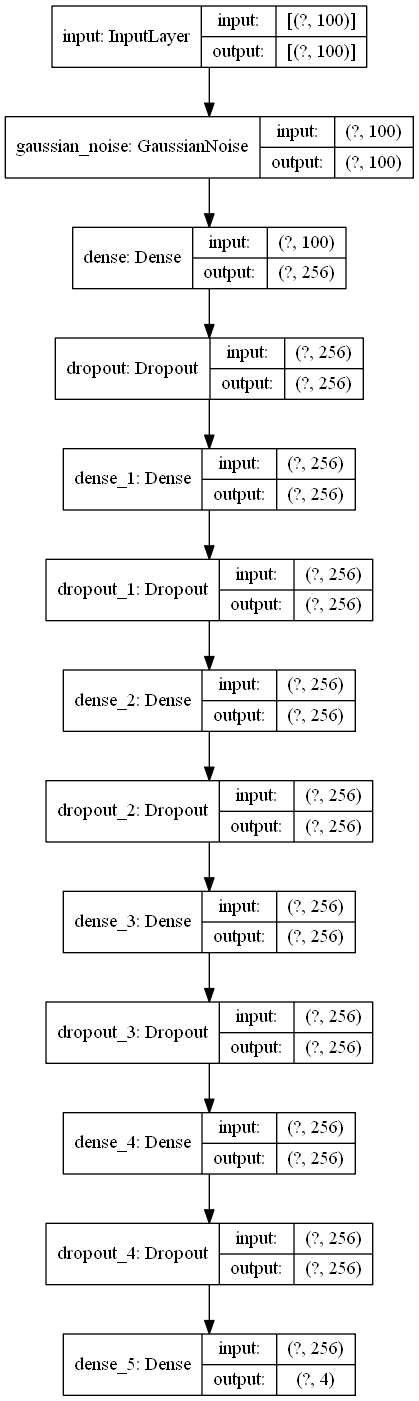 input: InputLayer
input:
[(?, 100)]
output:
[(?, 100)]
gaussian_noise: GaussianNoise
input:
(?, 100)
output:
(?, 100)
dense: Dense
input:
(?, 100)
output:
(?, 256)
dropout: Dropout
input:
(?, 256)
output:
(?, 256)
dense_1: Dense
input:
(?, 256)
output:
(?, 256)
dropout_1: Dropout
input:
(?, 256)
output:
(?, 256)
dense_2: Dense
input:
(?, 256)
output:
(?, 256)
dropout_2: Dropout
input:
(?, 256)
output:
(?, 256)
dense_3: Dense
input:
(?, 256)
output:
(?, 256)
dropout_3: Dropout
input:
(?, 256)
output:
(?, 256)
dense_4: Dense
input:
(?, 256)
output:
(?, 256)
dropout_4: Dropout
input:
(?, 256)
output:
(?, 256)
dense_5: Dense
input:
(?, 256)
output:
(?, 4)